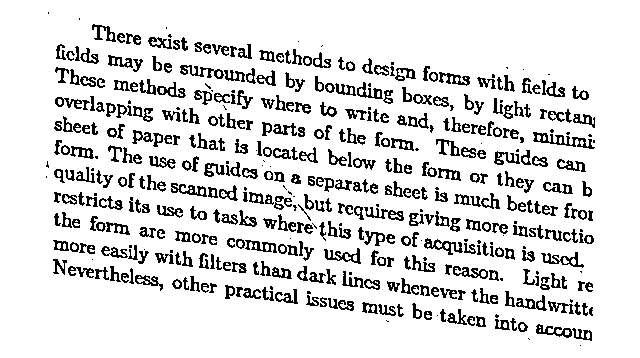 There exist several methods to design forms with fields to
fields may be surrounded by bounding boxes, by light rectan
These methods specify where to write and, therefore, minimi
overlapping with other parts of the form. These guides can
sheet of paper that is located below the form or they can b
form. The use of guides on a separate sheet is much better fro
quality of the scanned image, but requires giving more instructio
restricts its use to tasks where this type of acquisition is used.
the form are more commonly used for this reason. Light re
more easily with filters than dark lines whenever the handwritte
Nevertheless, other practical issues must be taken into accoun